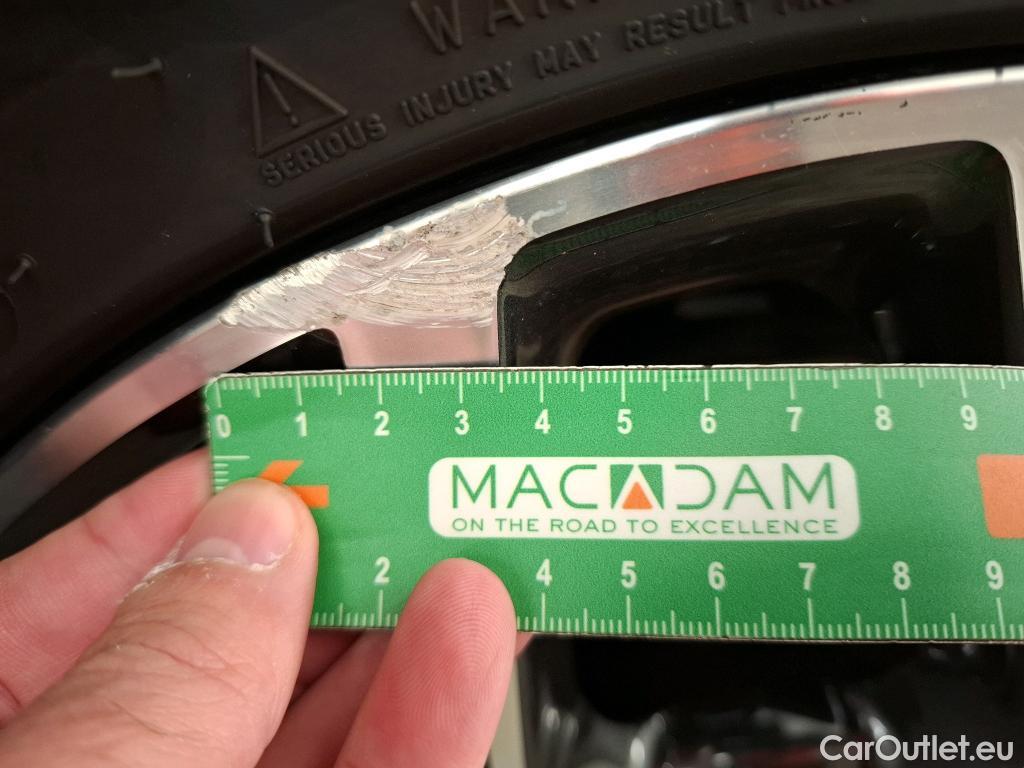 WAR
SERIOUS INJURY MAY RESULT
0 1 2 3 4 5 6 7 8 9
MACADAM
ON THE ROAD TO EXCELLENCE
2 4 5 6 7 8 9
CarOutlet.eu